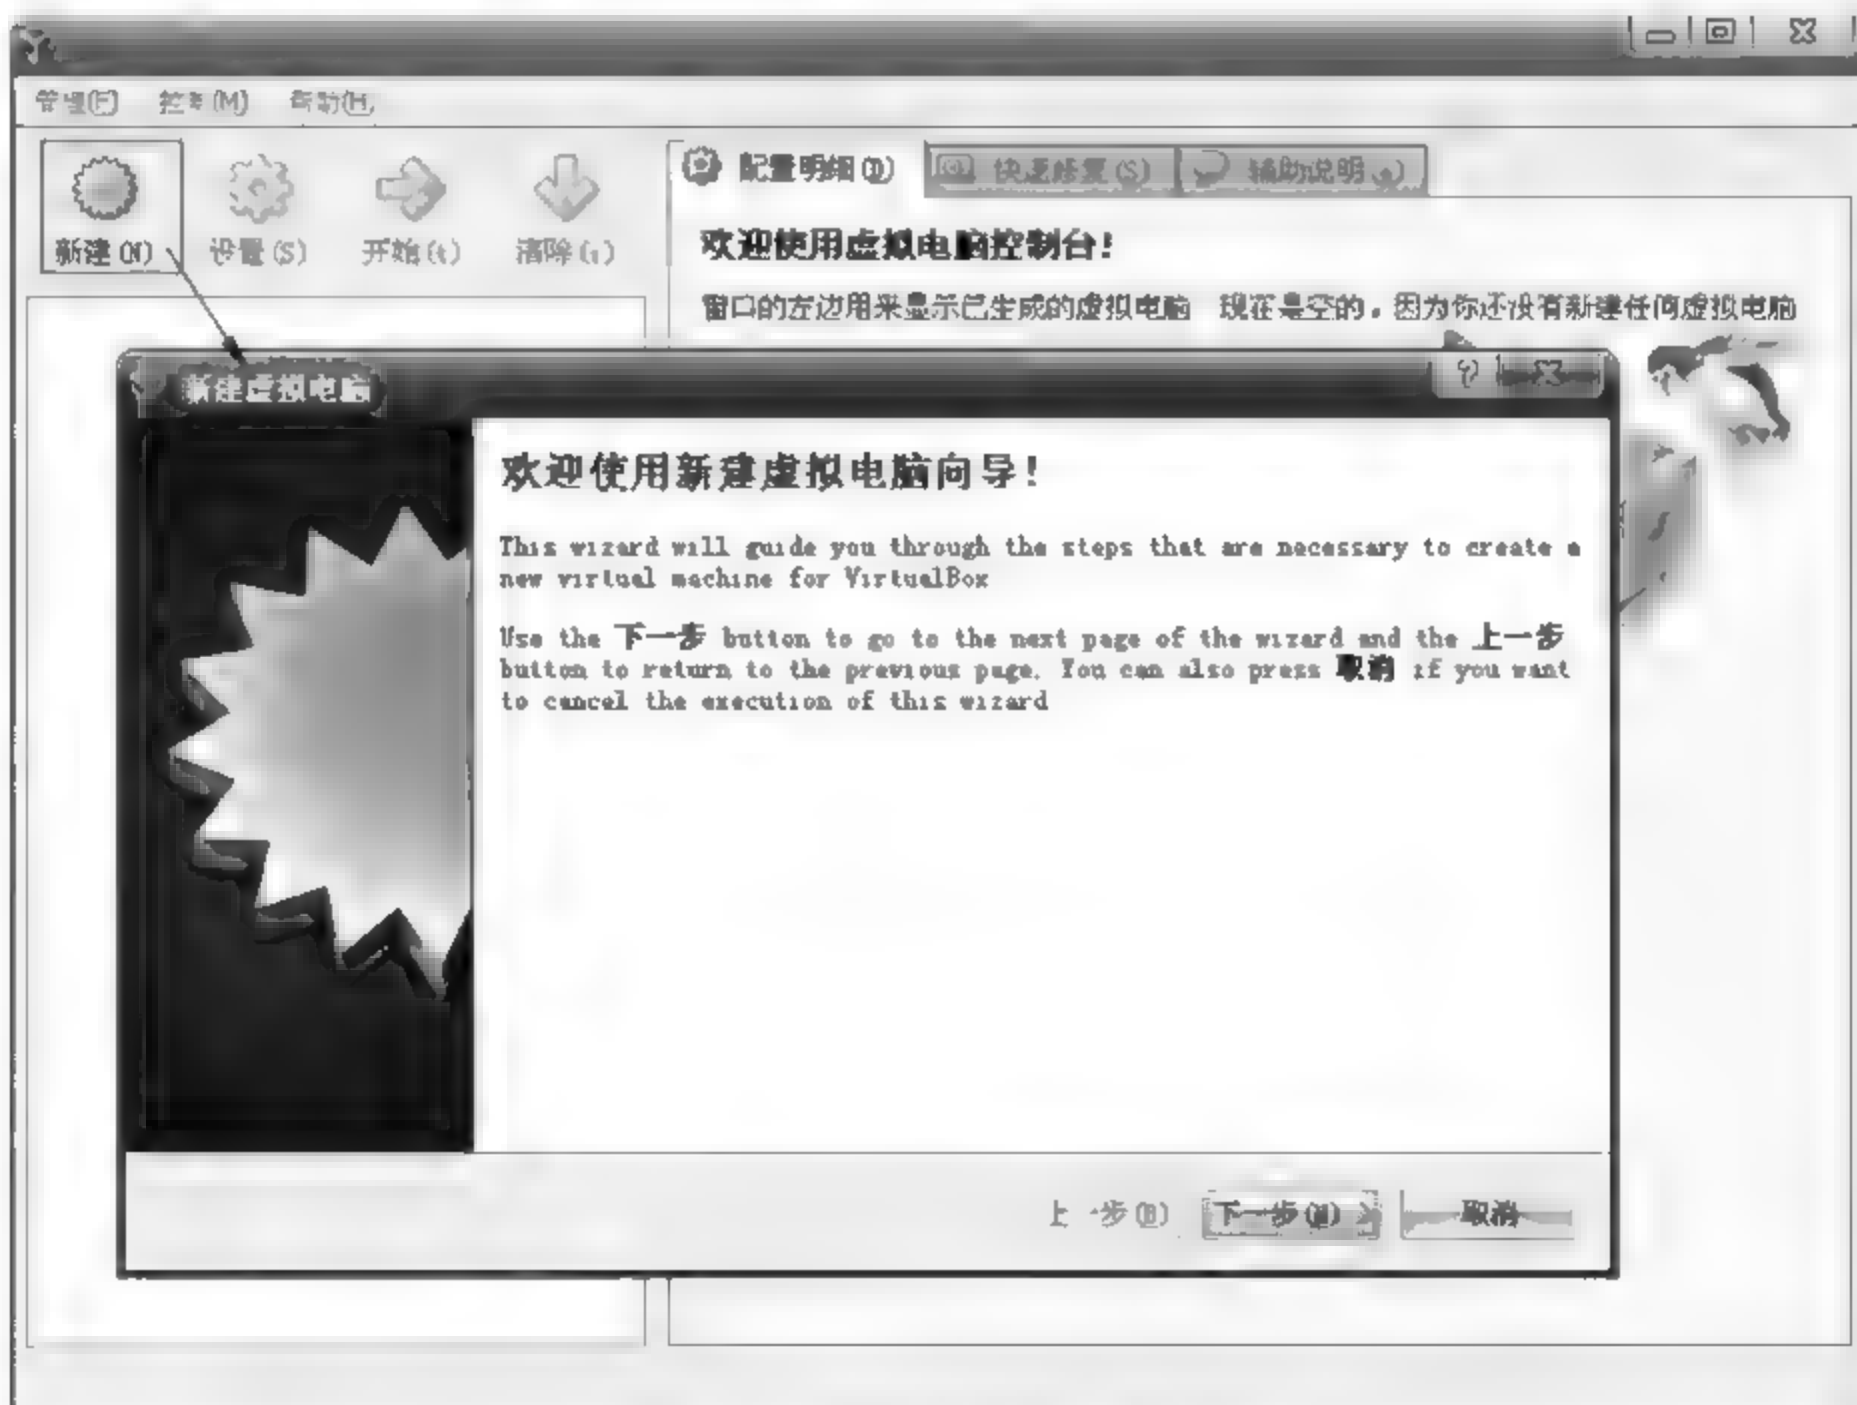 管理(F) 控制(M) 帮助(H)
新建(N) 设置(S) 开始(t) 清除(i)
配置明细(D) 快速修复(S) 辅助说明
欢迎使用虚拟电脑控制台!
窗口的左边用来显示已生成的虚拟电脑 现在是空的，因为你还没有新建任何虚拟电脑
新建虚拟电脑
欢迎使用新建虚拟电脑向导!
This wizard will guide you through the steps that are necessary to create a
new virtual machine for VirtualBox
Use the 下一步 button to go to the next page of the wizard and the 上一步
button to return to the previous page. You can also press 取消 if you want
to cancel the execution of this wizard
上一步(B) 下一步(N) > 取消